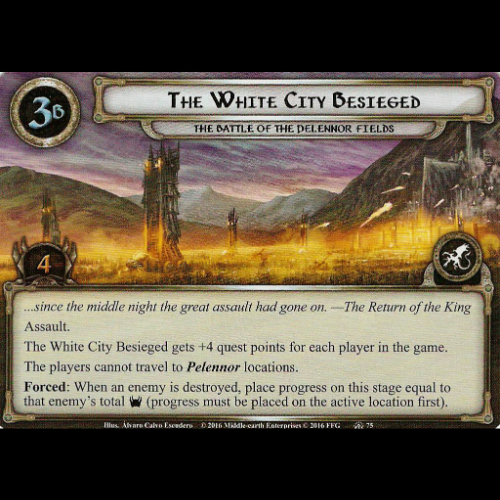 3B
THE WHITE CITY BESIEGED
THE BATTLE OF THE PELENNOR FIELDS
4
...since the middle night the great assault had gone on. —The Return of the King
Assault.
The White City Besieged gets +4 quest points for each player in the game.
The players cannot travel to Pelennor locations.
Forced: When an enemy is destroyed, place progress on this stage equal to
that enemy's total (progress must be placed on the active location first).
Illus. Álvaro Calvo Escudero © 2016 Middle-earth Enterprises © 2016 FFG 75